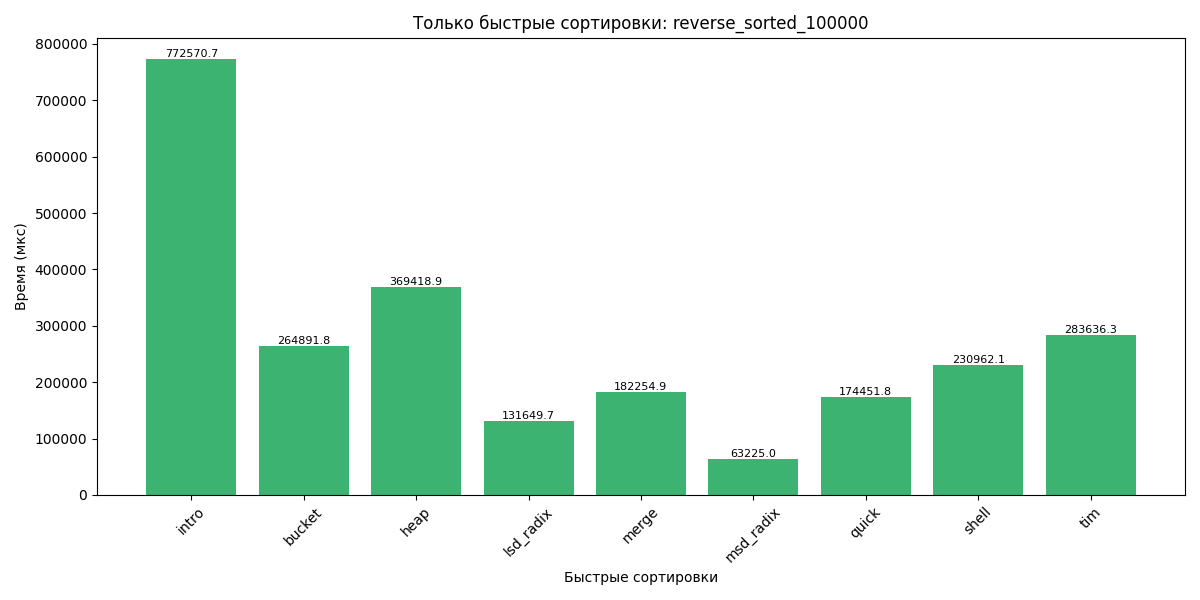 Только быстрые сортировки: reverse_sorted_100000
Время (мкс)
800000
700000
600000
500000
400000
300000
200000
100000
0
772570.7
264891.8
369418.9
131649.7
182254.9
63225.0
174451.8
230962.1
283636.3
intro
bucket
heap
lsd_radix
merge
msd_radix
quick
shell
tim
Быстрые сортировки